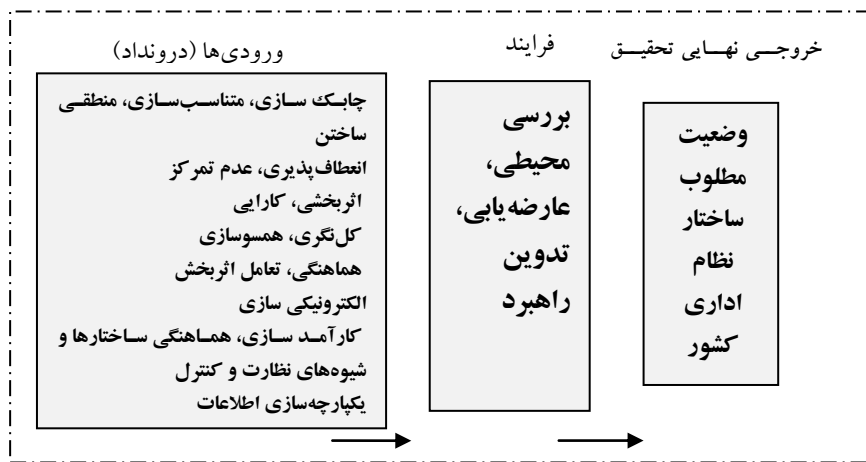 ورودی‌ها (درونداد)
چابک سازی، متناسب‌سازی، منطقی
ساختن
انعطاف‌پذیری، عدم تمرکز
اثربخشی، کارایی
کل‌نگری، همسوسازی
هماهنگی، تعامل اثربخش
الکترونیکی سازی
کارآمد سازی، هماهنگی ساختارها و
شیوه‌های نظارت و کنترل
یکپارچه‌سازی اطلاعات
فرایند
بررسی
محیطی،
عارضه‌یابی،
تدوین
راهبرد
خروجی نهایی تحقیق
وضعیت
مطلوب
ساختار
نظام
اداری
کشور